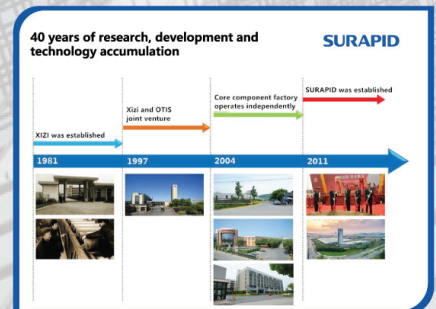 40 years of research, development and
technology accumulation
SURAPID
XIZI was established
Xizi and OTIS
joint venture
Core component factory
operates independently
SURAPID was established
1981
1997
2004
2011